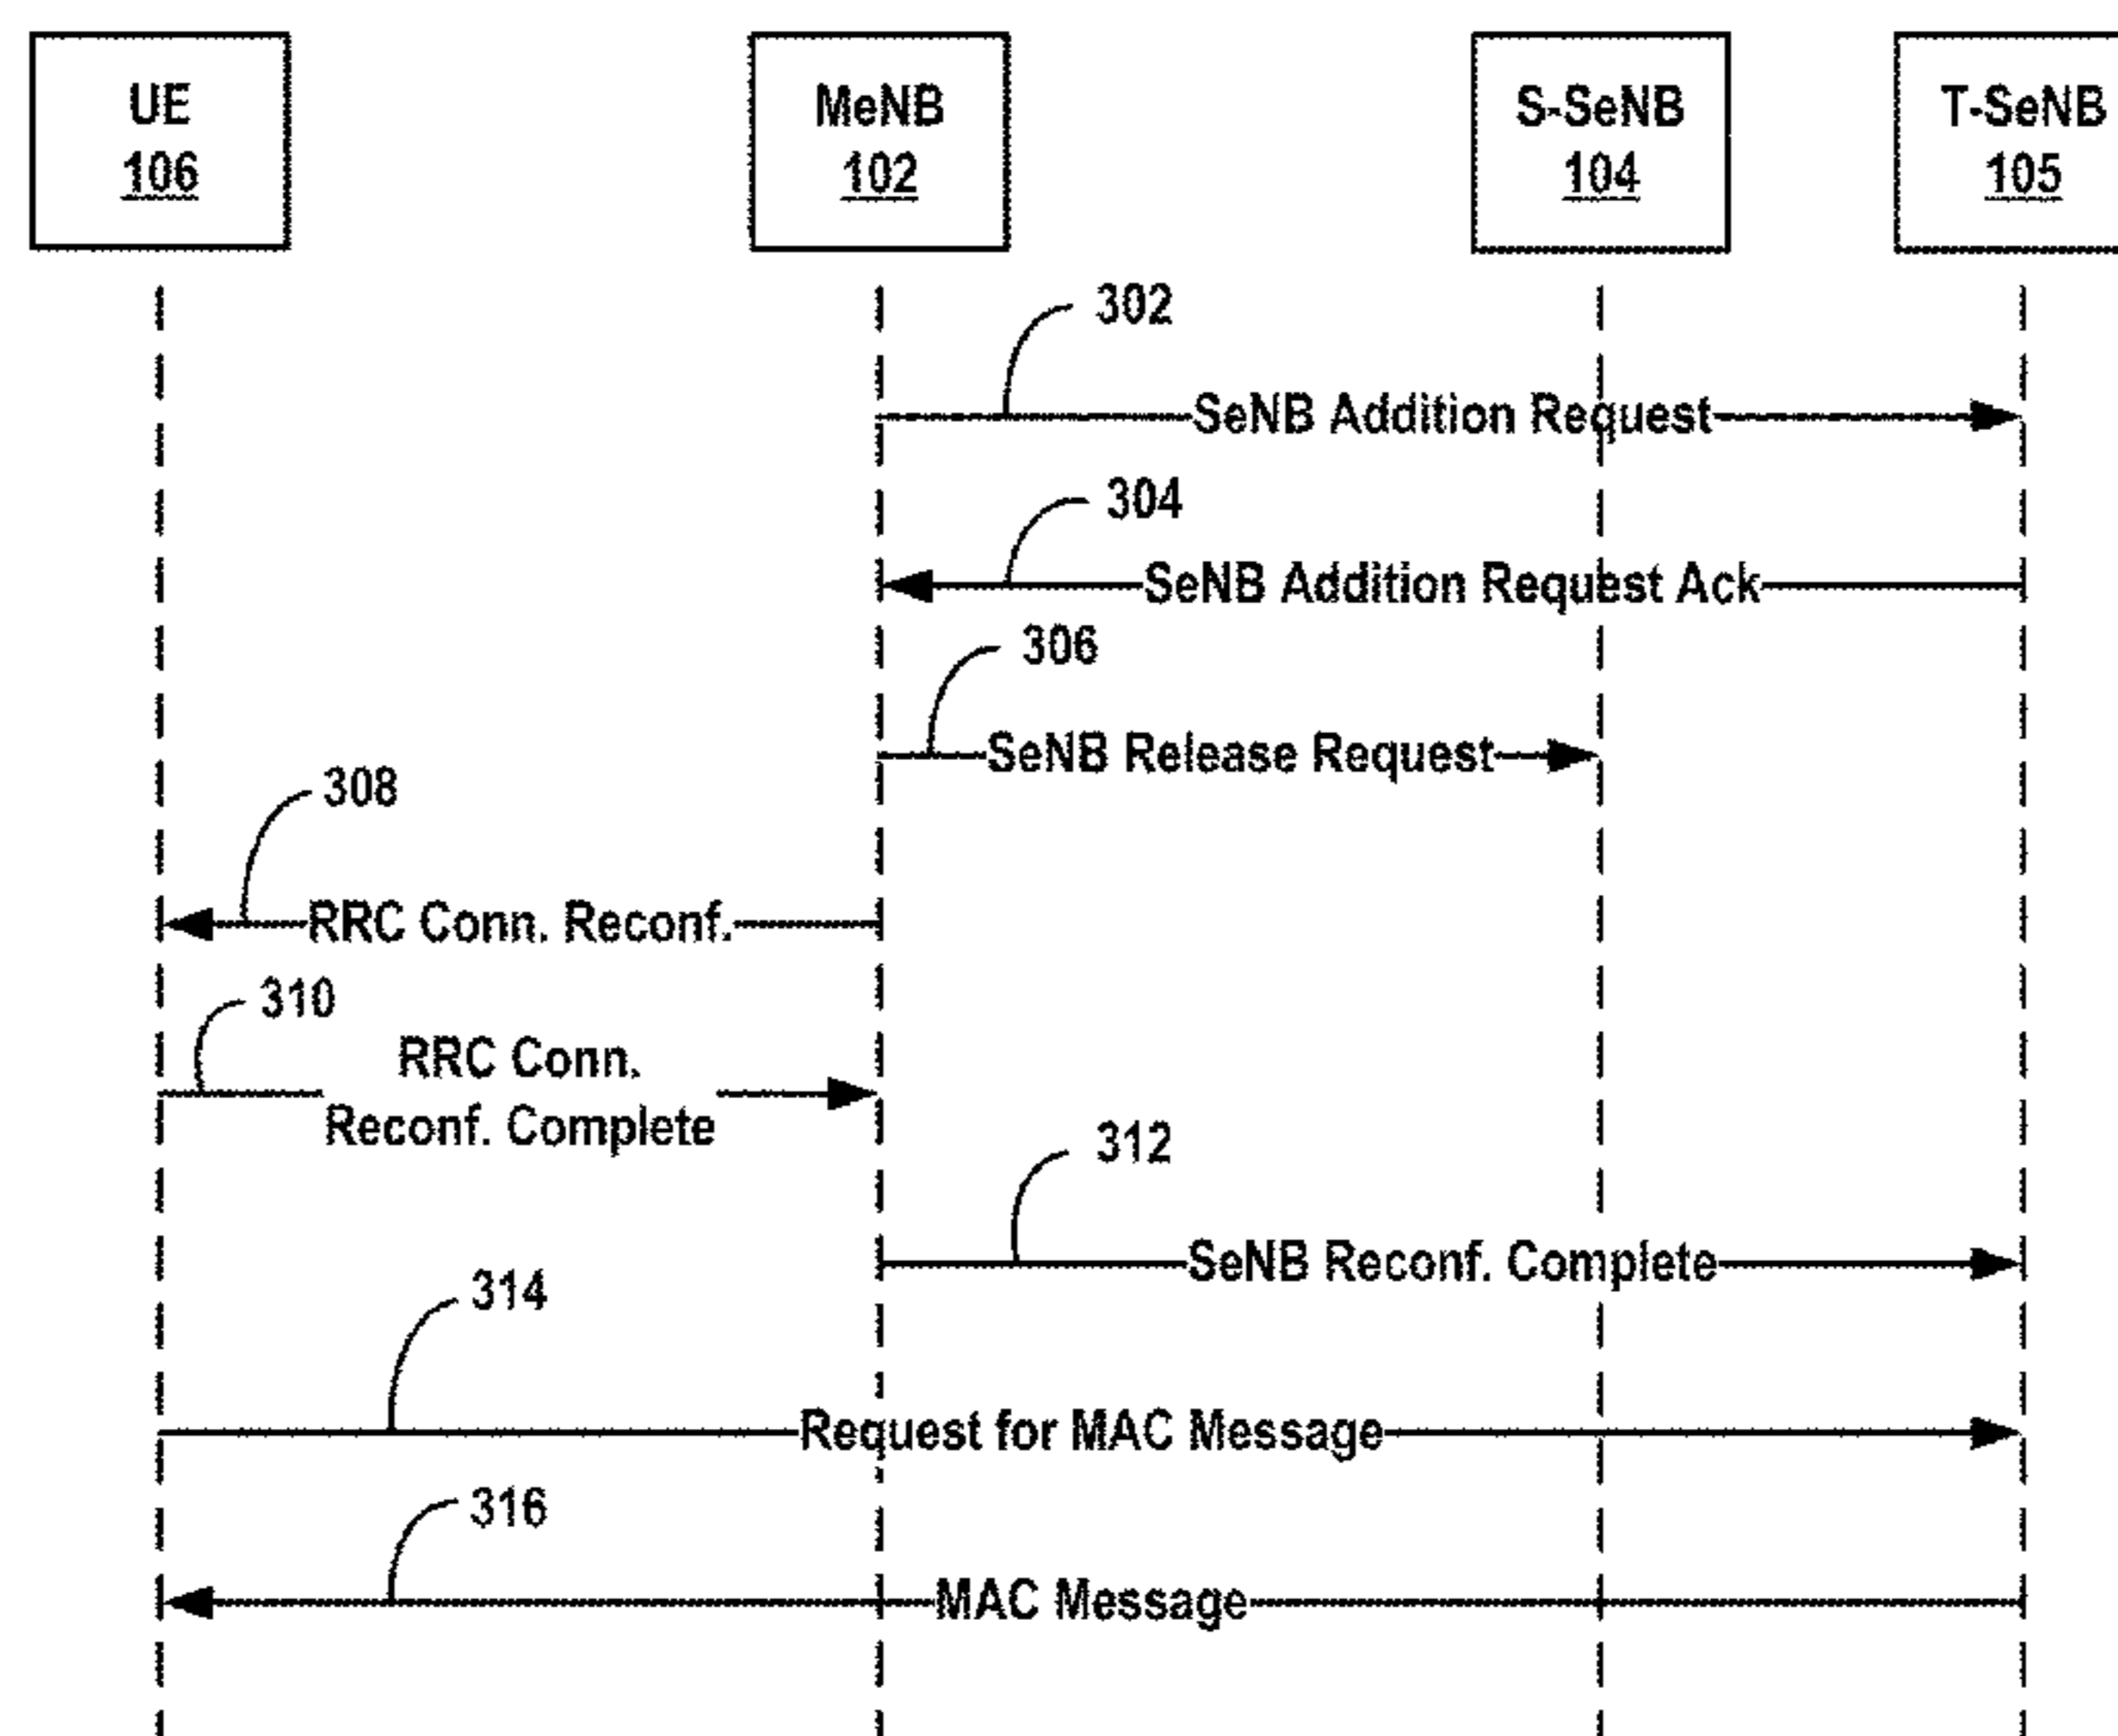 UE
106
MeNB
102
S-SeNB
104
T-SeNB
105
302
SeNB Addition Request
304
SeNB Addition Request Ack
306
SeNB Release Request
308
RRC Conn. Reconf.
310
RRC Conn.
Reconf. Complete
312
SeNB Reconf. Complete
314
Request for MAC Message
316
MAC Message